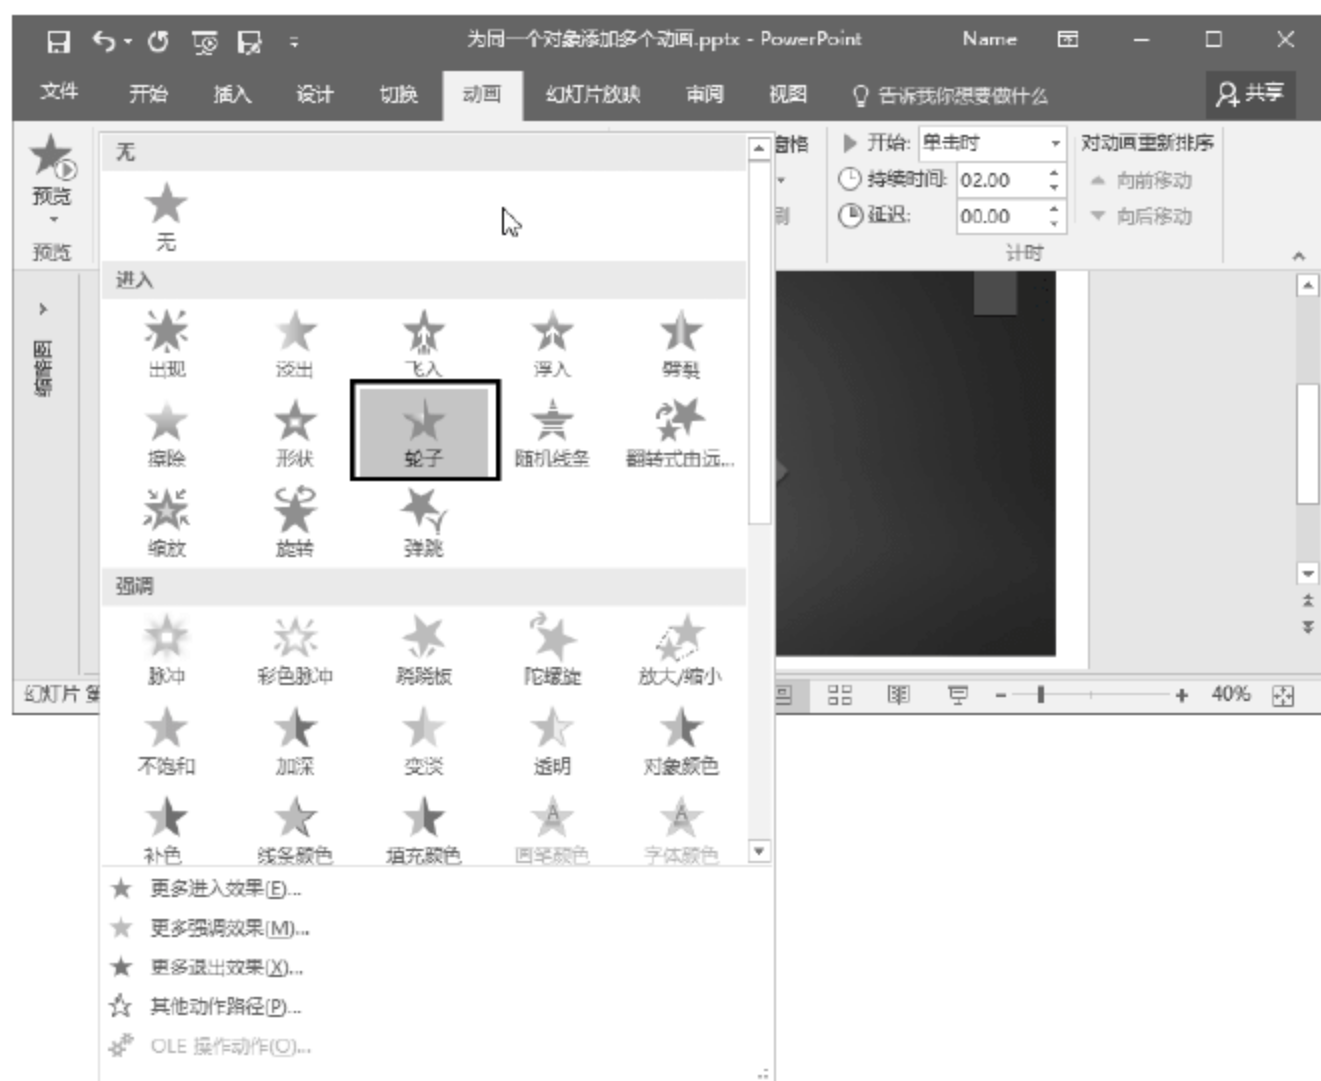 为同一个对象添加多个动画.pptx - PowerPoint Name
文件 开始 插入 设计 切换 动画 幻灯片放映 审阅 视图 告诉我你想要做什么 共享
预览
预览
无
无
进入
出现 淡出 飞入 浮入 劈裂
擦除 形状 轮子 随机线条 翻转式由远...
缩放 旋转 弹跳
强调
脉冲 彩色脉冲 跷跷板 陀螺旋 放大/缩小
不饱和 加深 变淡 透明 对象颜色
补色 线条颜色 填充颜色 画笔颜色 字体颜色
更多进入效果(E)...
更多强调效果(M)...
更多退出效果(X)...
其他动作路径(P)...
OLE 操作动作(O)...
窗格
刷
开始: 单击时
持续时间: 02.00
延迟: 00.00
对动画重新排序
向前移动
向后移动
计时
缩略图
幻灯片 第
40%